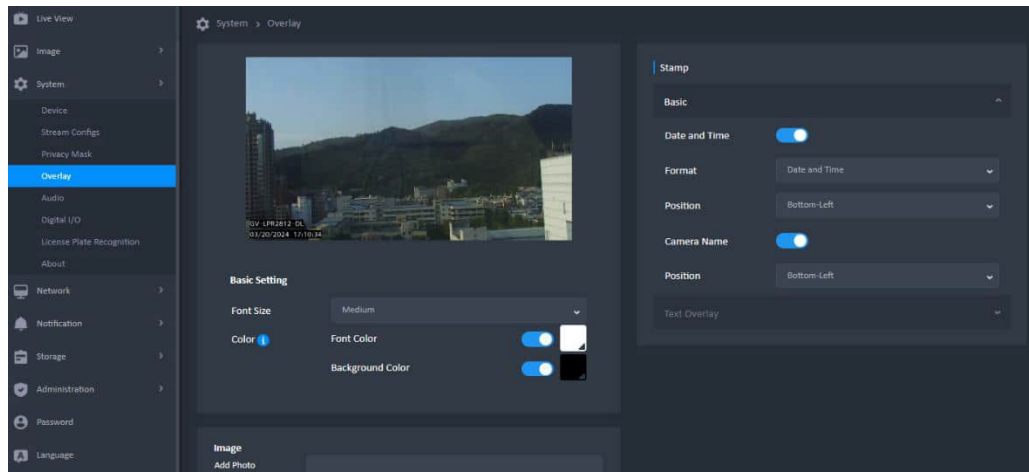 Live View
Image
System
Device
Stream Configs
Privacy Mask
Overlay
Audio
Digital I/O
License Plate Recognition
About
Network
Notification
Storage
Administration
Password
Language
System > Overlay
GV-LPR2812-DL
03/20/2024 17:19:34
Basic Setting
Font Size
Medium
Color
Font Color
Background Color
Image
Add Photo
Stamp
Basic
Date and Time
Format
Date and Time
Position
Bottom-Left
Camera Name
Position
Bottom-Left
Text Overlay